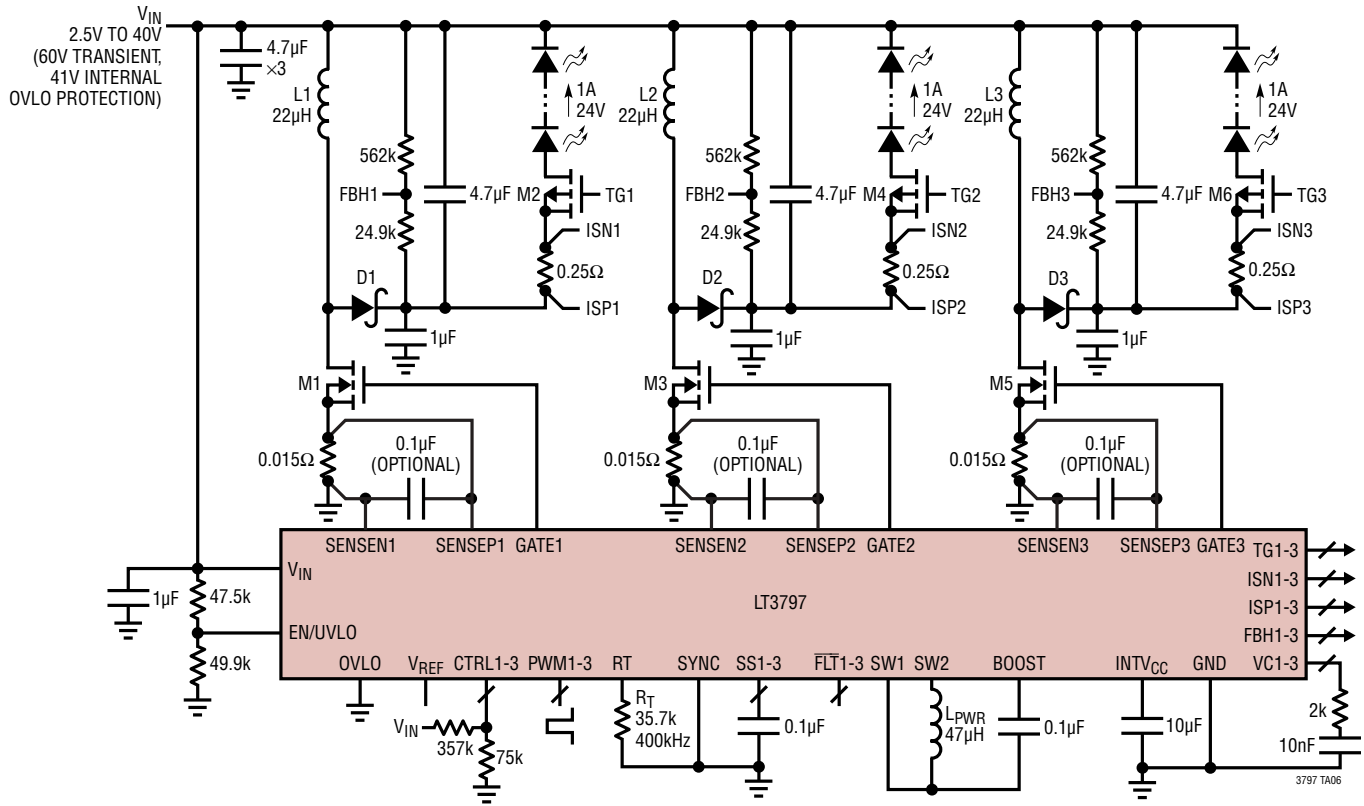 VIN
2.5V TO 40V
(60V TRANSIENT,
41V INTERNAL
OVLO PROTECTION)
4.7µF
×3
L1
22µH
562k
FBH1
24.9k
4.7µF
1A
24V
M2
TG1
ISN1
0.25Ω
ISP1
D1
1µF
M1
0.015Ω
0.1µF
(OPTIONAL)
L2
22µH
562k
FBH2
24.9k
4.7µF
1A
24V
M4
TG2
ISN2
0.25Ω
ISP2
D2
1µF
M3
0.015Ω
0.1µF
(OPTIONAL)
L3
22µH
562k
FBH3
24.9k
4.7µF
1A
24V
M6
TG3
ISN3
0.25Ω
ISP3
D3
1µF
M5
0.015Ω
0.1µF
(OPTIONAL)
SENSEN1 SENSEP1 GATE1 SENSEN2 SENSEP2 GATE2 SENSEN3 SENSEP3 GATE3
TG1-3
ISN1-3
ISP1-3
FBH1-3
VC1-3
VIN
LT3797
EN/UVLO
1µF
47.5k
49.9k
OVLO VREF CTRL1-3 PWM1-3 RT SYNC SS1-3 FLT1-3 SW1 SW2 BOOST INTVCC GND
VIN
357k
75k
RT
35.7k
400kHz
0.1µF
LPWR
47µH
0.1µF
10µF
2k
10nF
3797 TA06